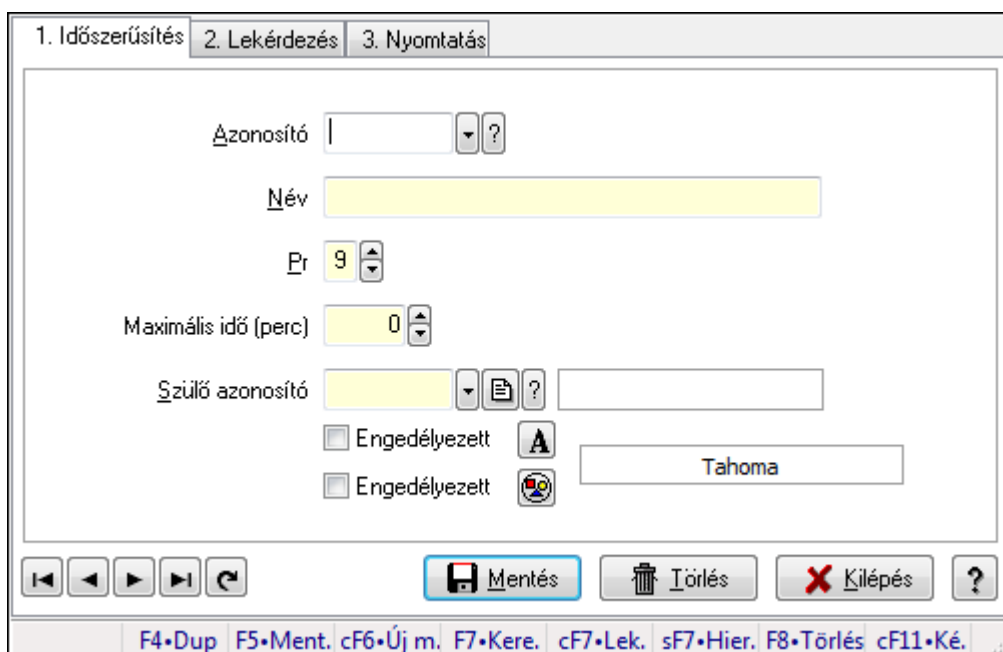 1. Időszerűsítés 2. Lekérdezés 3. Nyomtatás
Azonosító ?
Név
Pr 9
Maximális idő (perc) 0
Szülő azonosító ?
Engedélyezett A
Tahoma
Engedélyezett
Mentés Törlés Kilépés ?
F4•Dup F5•Ment. cF6•Új m. F7•Kere. cF7•Lek. sF7•Hier. F8•Törlés cF11•Ké.